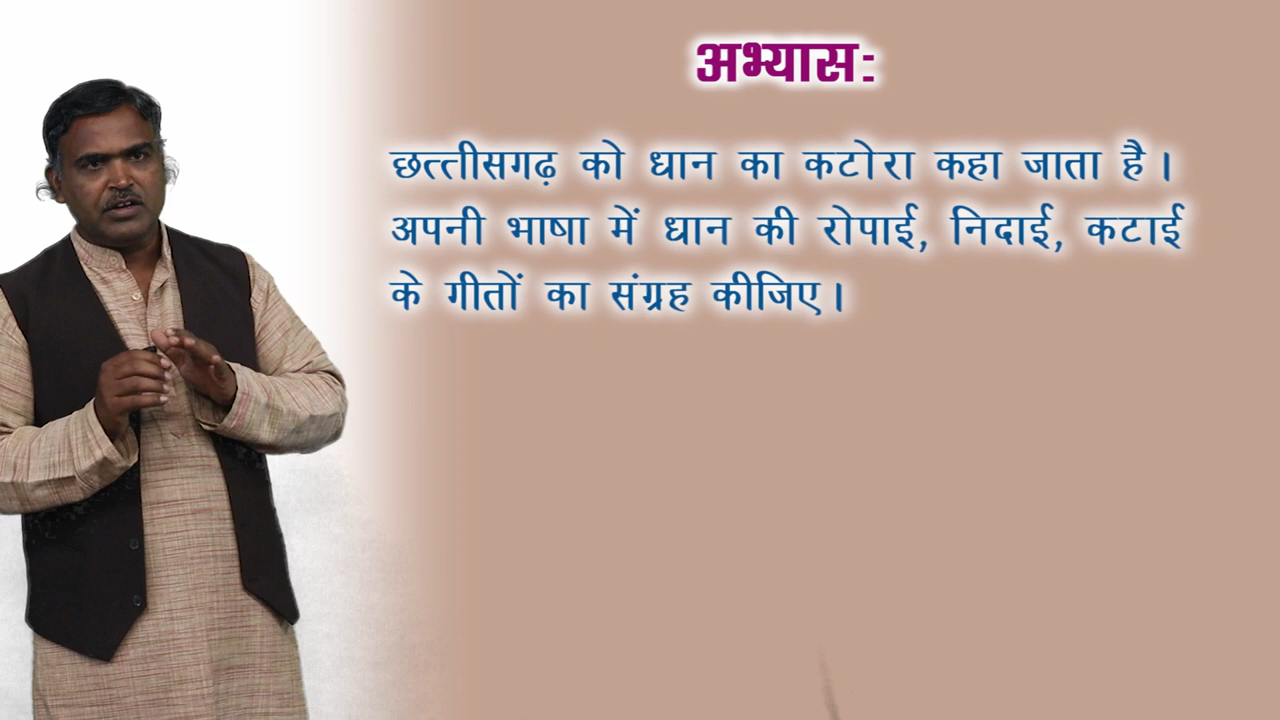 अभ्यास:
छत्तीसगढ़ को धान का कटोरा कहा जाता है।
अपनी भाषा में धान की रोपाई, निदाई, कटाई
के गीतों का संग्रह कीजिए।